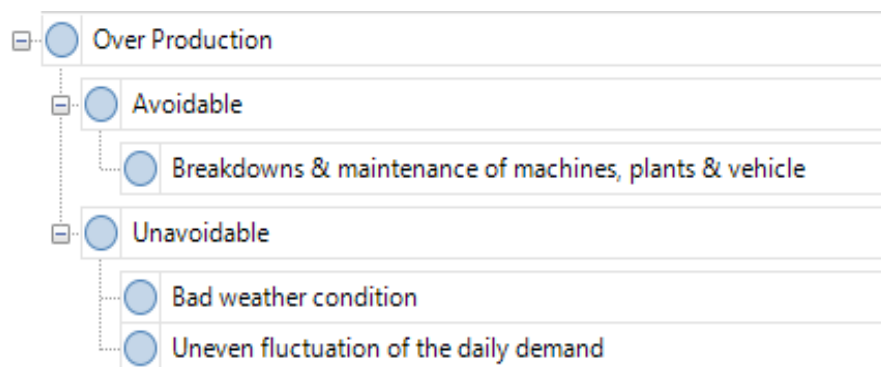 Over Production
Avoidable
Breakdowns & maintenance of machines, plants & vehicle
Unavoidable
Bad weather condition
Uneven fluctuation of the daily demand